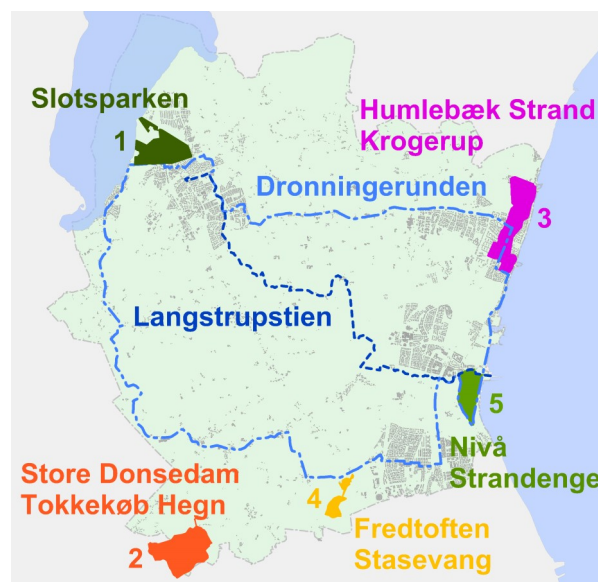 Slotsparken
1
Humlebæk Strand
Krogerup
Dronningerunden
3
Langstrupstien
5
Nivå
Strandenge
Store Donsedam
Tokkekøb Hegn
4
2
Fredtoften
Stasevang